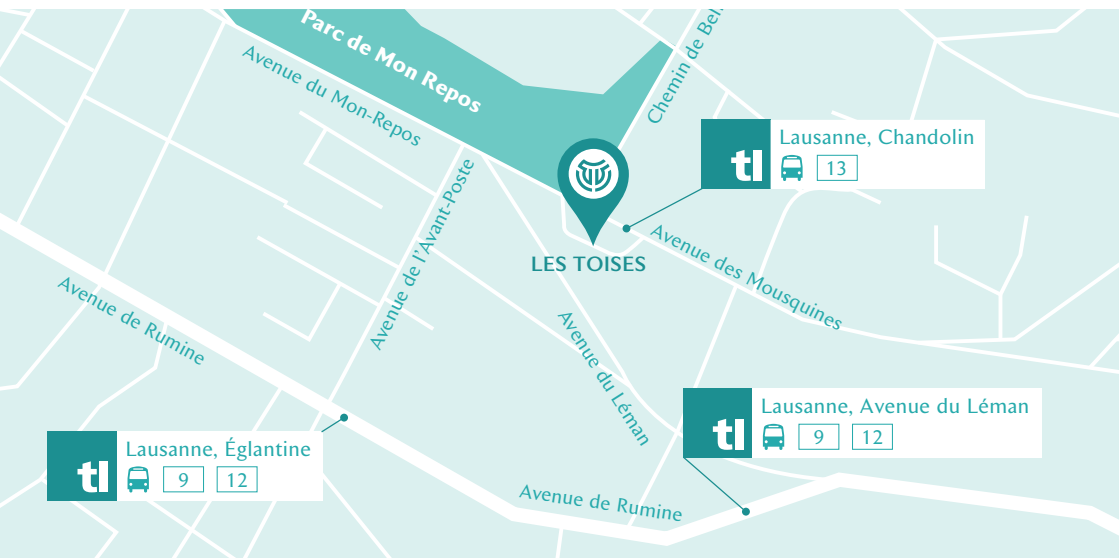 Parc de Mon Repos
Avenue du Mon-Repos
Chemin de Bel
tl
Lausanne, Chandolin
13
Avenue de l'Avant-Poste
LES TOISES
Avenue des Mousquines
Avenue de Rumine
Avenue du Léman
tl
Lausanne, Avenue du Léman
9 12
tl
Lausanne, Églantine
9 12
Avenue de Rumine